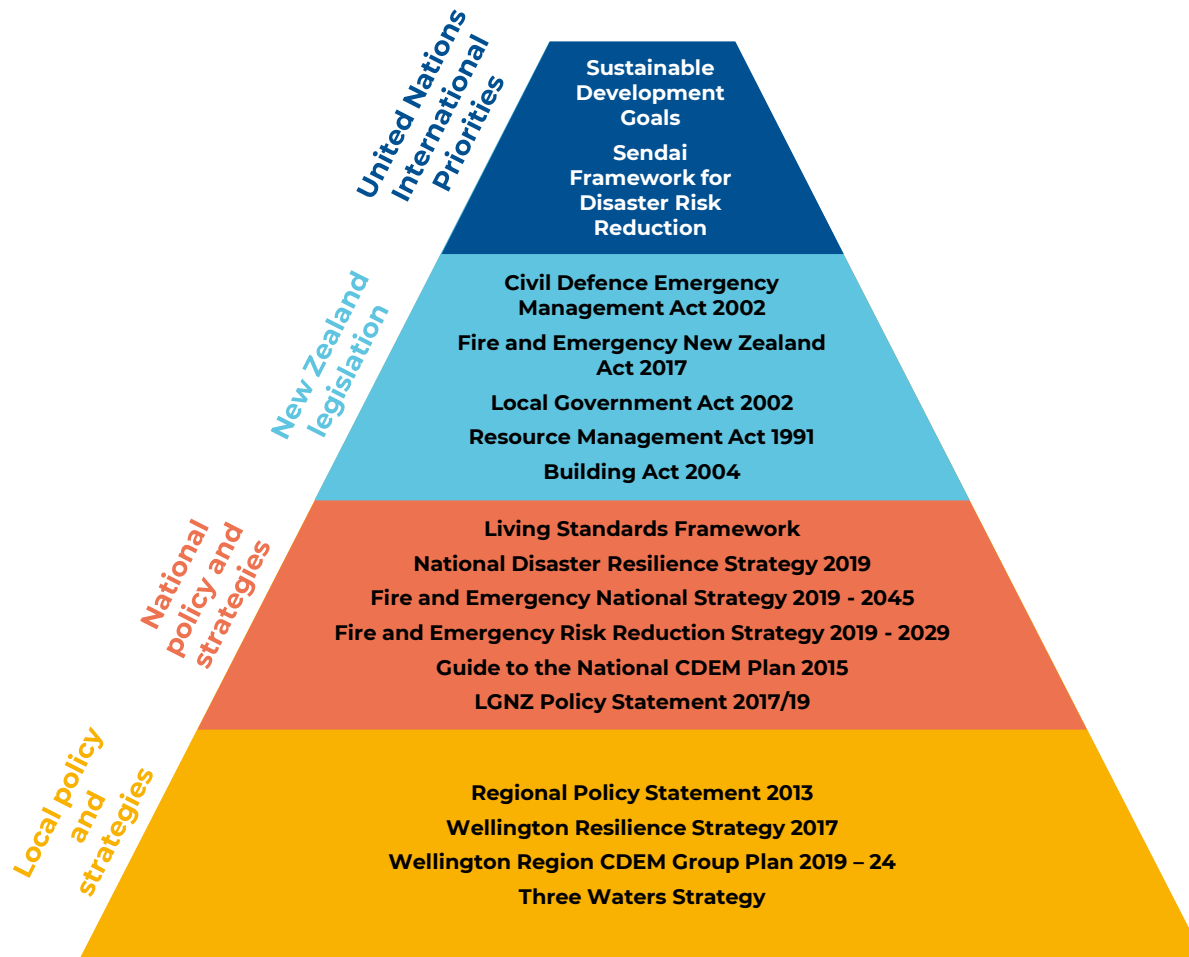 United Nations
International
Priorities
Sustainable
Development
Goals
Sendai
Framework for
Disaster Risk
Reduction
New Zealand
legislation
Civil Defence Emergency
Management Act 2002
Fire and Emergency New Zealand
Act 2017
Local Government Act 2002
Resource Management Act 1991
Building Act 2004
National
policy and
strategies
Living Standards Framework
National Disaster Resilience Strategy 2019
Fire and Emergency National Strategy 2019 - 2045
Fire and Emergency Risk Reduction Strategy 2019 - 2029
Guide to the National CDEM Plan 2015
LGNZ Policy Statement 2017/19
Local policy
and
strategies
Regional Policy Statement 2013
Wellington Resilience Strategy 2017
Wellington Region CDEM Group Plan 2019 – 24
Three Waters Strategy